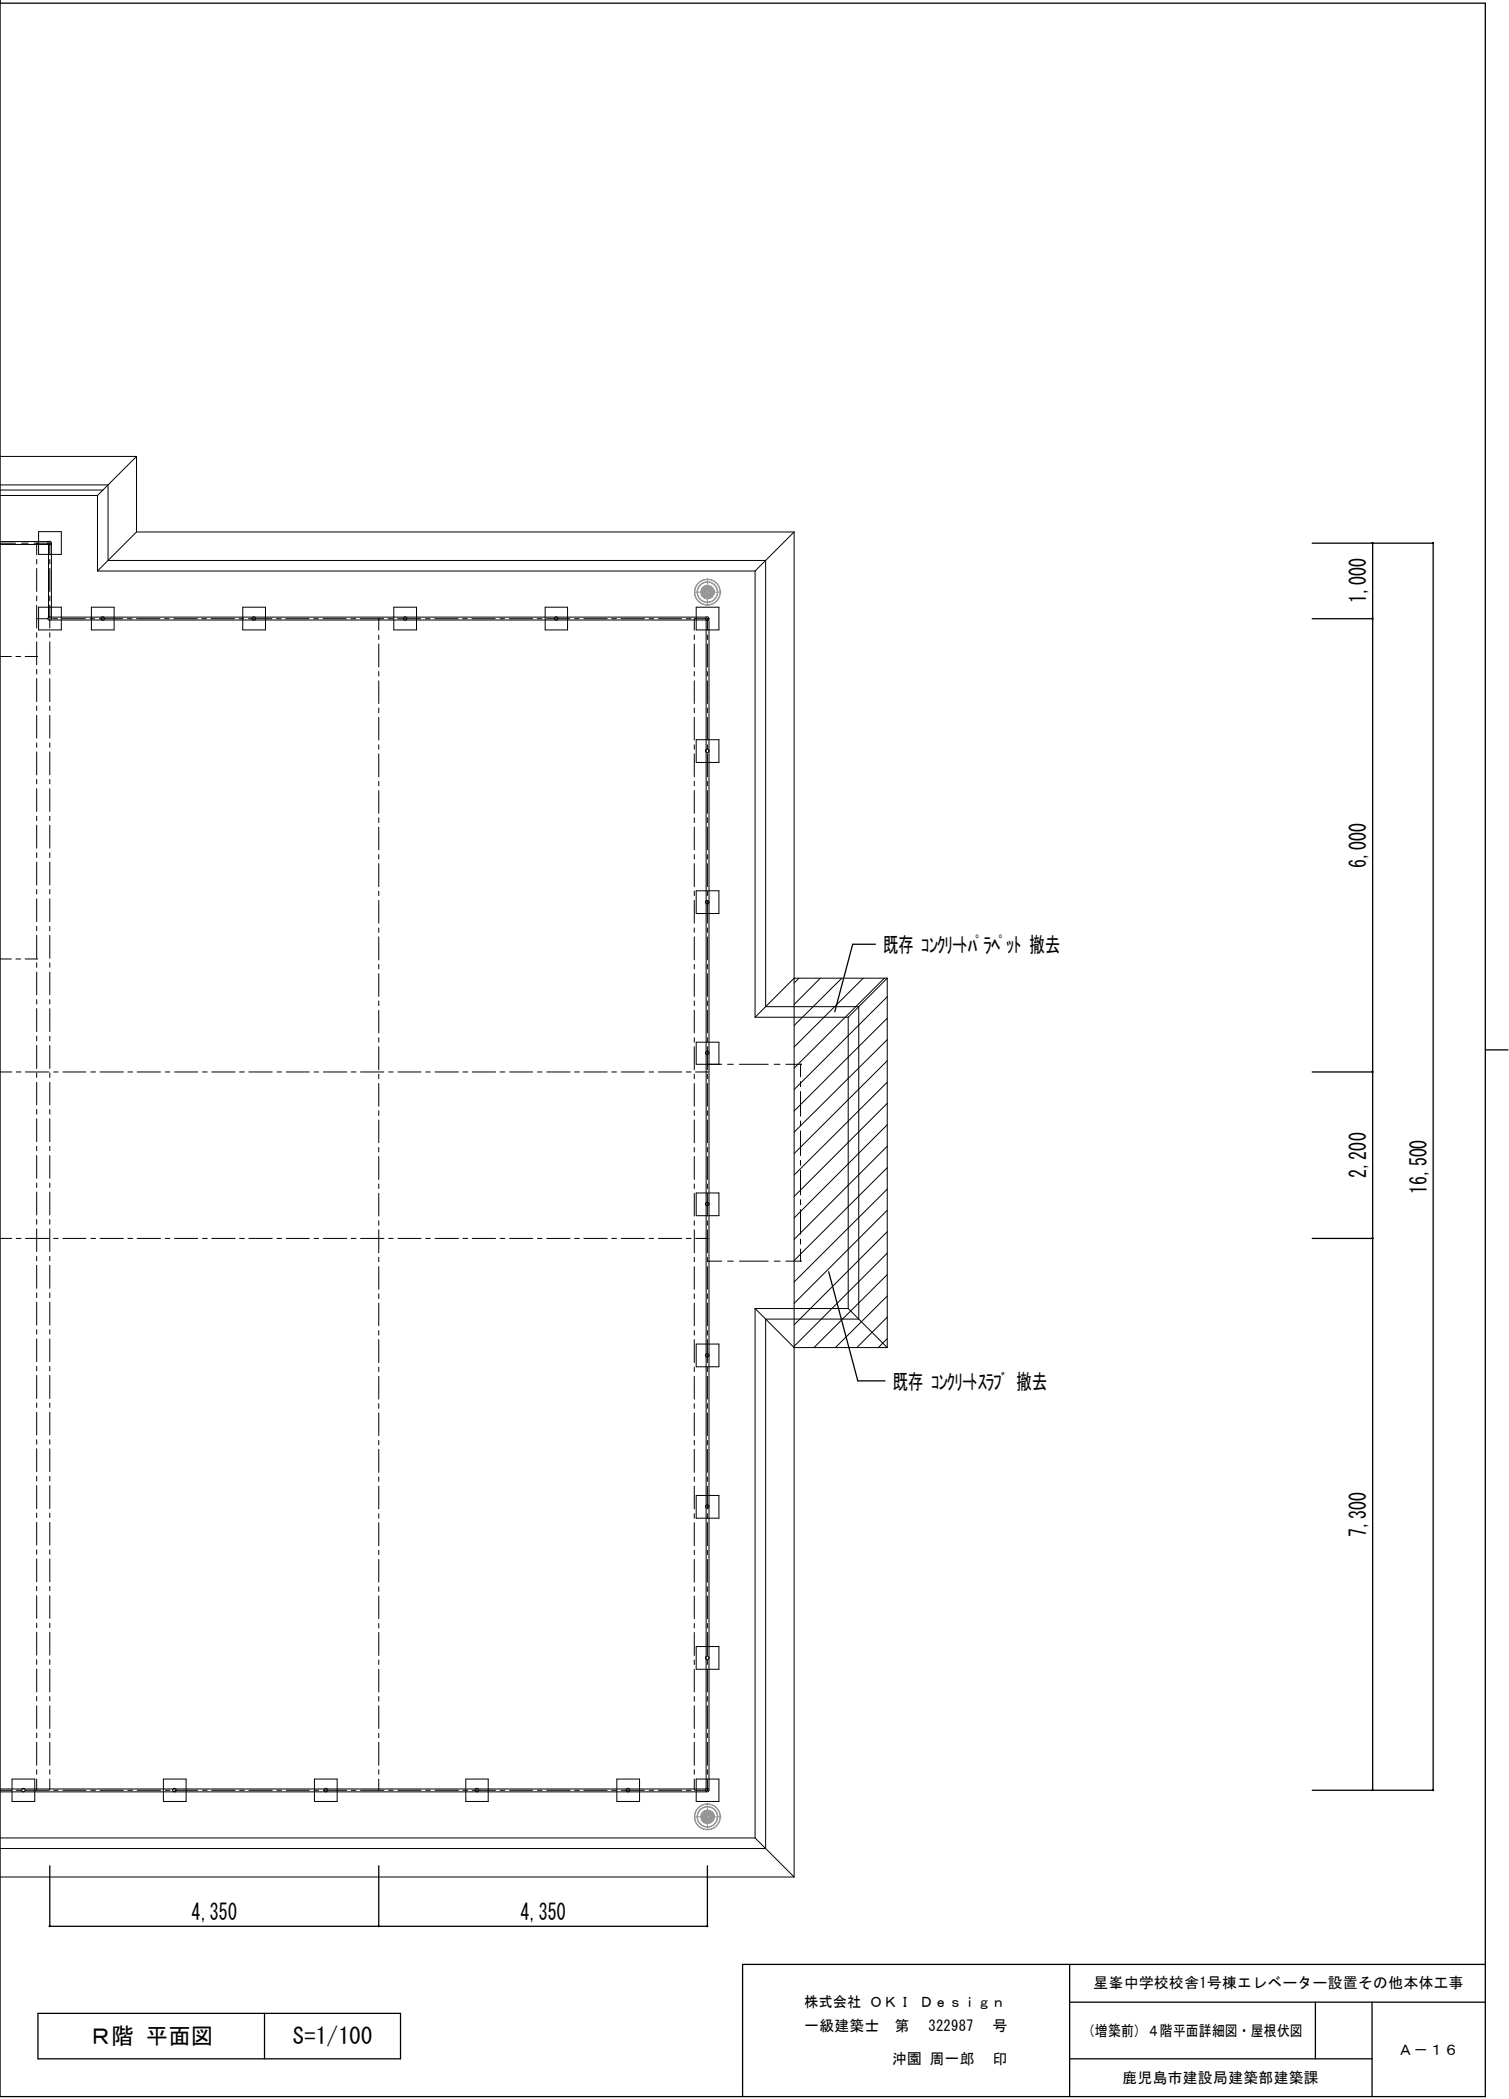 1,000
6,000
既存 コンクリートパラペット 撤去
2,200
16,500
既存 コンクリートスラブ 撤去
7,300
4,350
4,350
R階 平面図
S=1/100
株式会社 OKI Design
一級建築士 第 322987 号
沖園 周一郎 印
星峯中学校校舎1号棟エレベーター設置その他本体工事
(増築前) 4階平面詳細図・屋根伏図
A-16
鹿児島市建設局建築部建築課